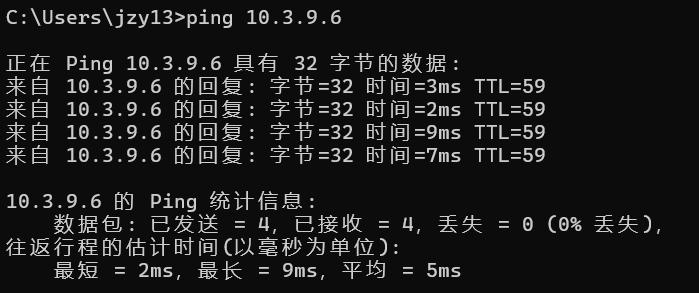 C:\Users\jzy13>ping 10.3.9.6
正在 Ping 10.3.9.6 具有 32 字节的数据:
来自 10.3.9.6 的回复: 字节=32 时间=3ms TTL=59
来自 10.3.9.6 的回复: 字节=32 时间=2ms TTL=59
来自 10.3.9.6 的回复: 字节=32 时间=9ms TTL=59
来自 10.3.9.6 的回复: 字节=32 时间=7ms TTL=59
10.3.9.6 的 Ping 统计信息:
    数据包: 已发送 = 4, 已接收 = 4, 丢失 = 0 (0% 丢失),
往返行程的估计时间(以毫秒为单位):
    最短 = 2ms, 最长 = 9ms, 平均 = 5ms